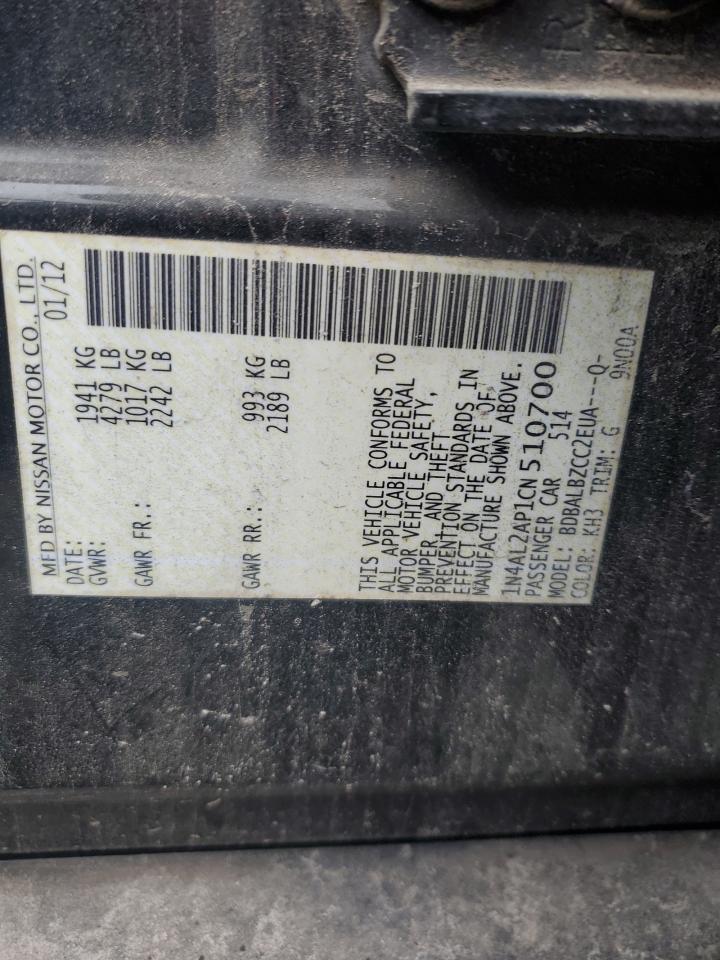 MFD BY NISSAN MOTOR CO., LTD.
DATE: 01/12
GVWR: 1941 KG
4279 LB
GAWR FR.: 1017 KG
2242 LB
GAWR RR.: 993 KG
2189 LB
THIS VEHICLE CONFORMS TO
ALL APPLICABLE FEDERAL
MOTOR VEHICLE SAFETY,
BUMPER, AND THEFT
PREVENTION STANDARDS IN
EFFECT ON THE DATE OF
MANUFACTURE SHOWN ABOVE.
1N4AL2AP1CN510700
PASSENGER CAR 514
MODEL: BDBALBZCC2EUA---Q-
COLOR: KH3 TRIM: G 9N00A
R